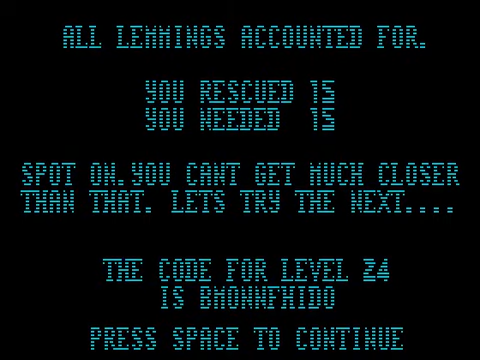 ALL LEMMINGS ACCOUNTED FOR.
YOU RESCUED 15
YOU NEEDED 15
SPOT ON.YOU CANT GET MUCH CLOSER
THAN THAT. LETS TRY THE NEXT....
THE CODE FOR LEVEL 24
IS BMONNFHIDO
PRESS SPACE TO CONTINUE